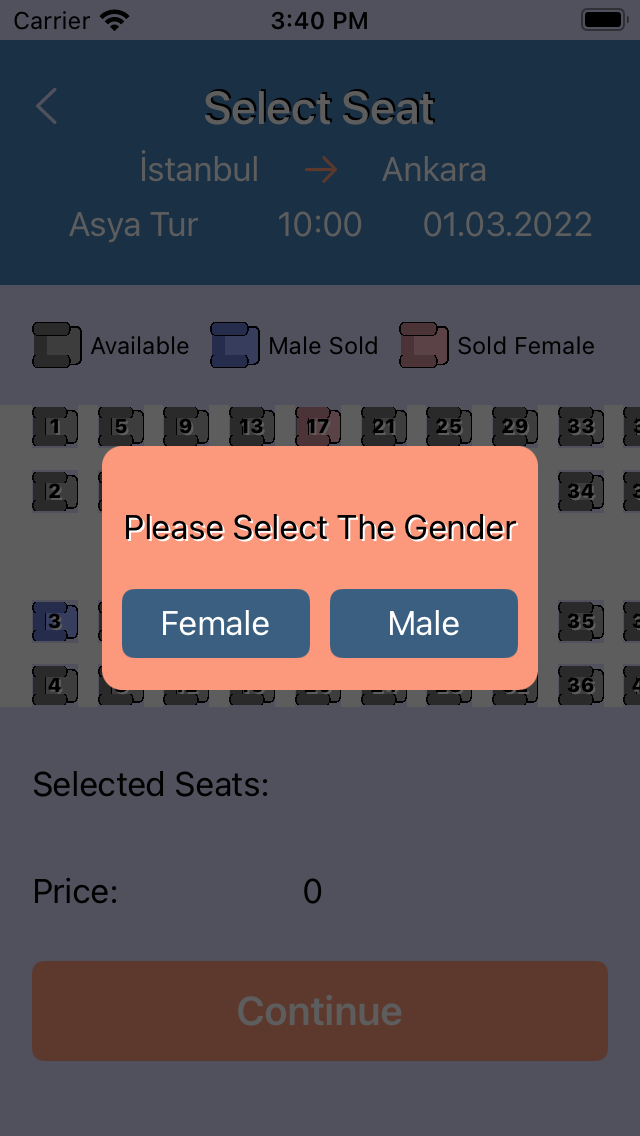 Carrier 3:40 PM
Select Seat
İstanbul → Ankara
Asya Tur 10:00 01.03.2022
Available Male Sold Sold Female
1 5 9 13 17 21 25 29 33
2 34
Please Select The Gender
3 35
Female Male
4 36
Selected Seats:
Price: 0
Continue